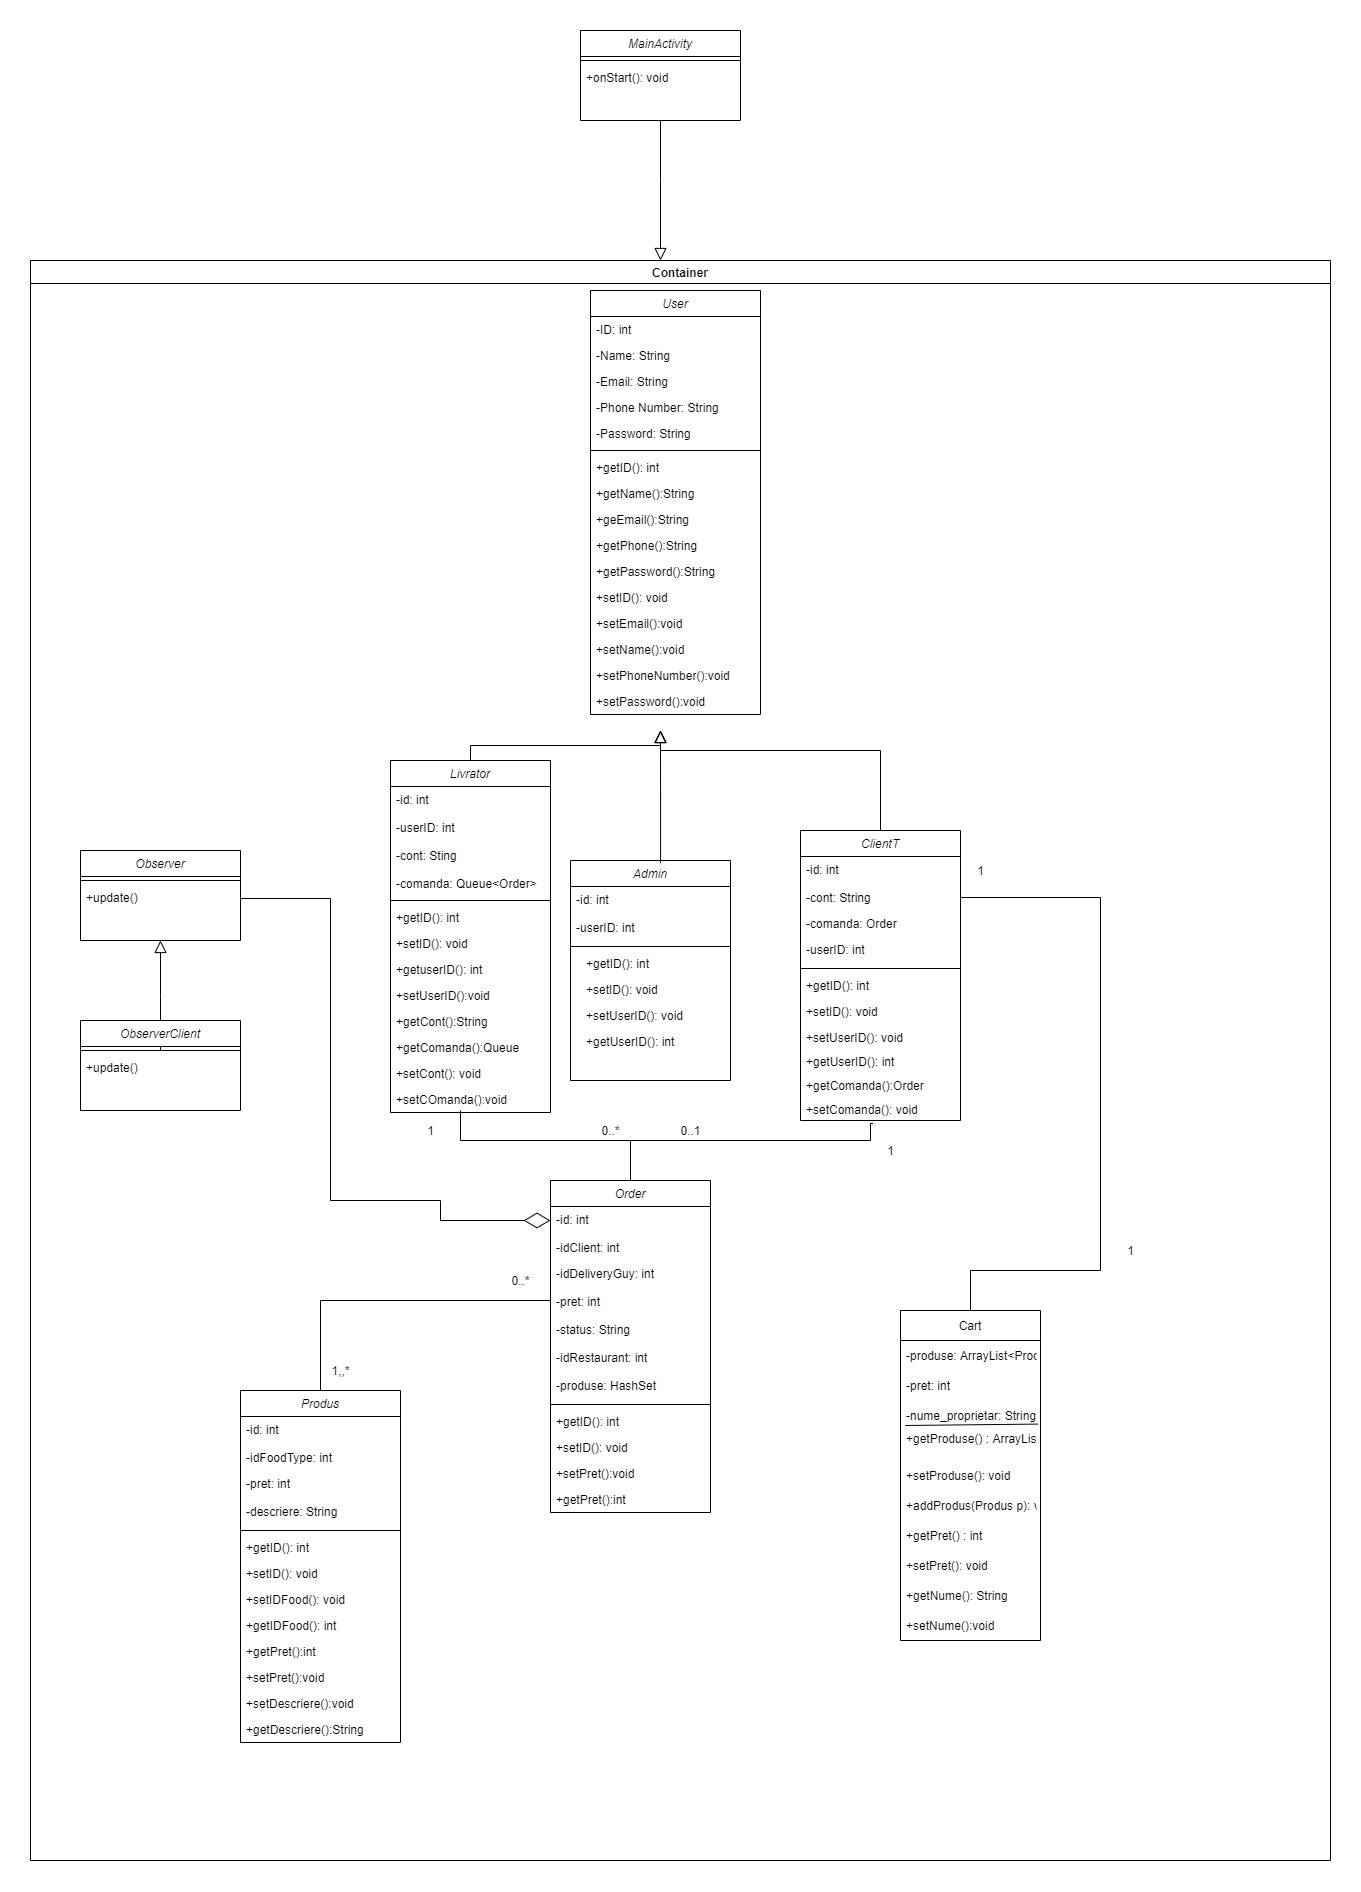 MainActivity
+onStart(): void
Container
User
-ID: int
-Name: String
-Email: String
-Phone Number: String
-Password: String
+getID(): int
+getName():String
+geEmail():String
+getPhone():String
+getPassword():String
+setID(): void
+setEmail():void
+setName():void
+setPhoneNumber():void
+setPassword():void
Livrator
-id: int
-userID: int
-cont: Sting
-comanda: Queue<Order>
+getID(): int
+setID(): void
+getuserID(): int
+setUserID():void
+getCont():String
+getComanda():Queue
+setCont(): void
+setCOmanda():void
Admin
-id: int
-userID: int
+getID(): int
+setID(): void
+setUserID(): void
+getUserID(): int
ClientT
-id: int
-cont: String
-comanda: Order
-userID: int
+getID(): int
+setID(): void
+setUserID(): void
+getUserID(): int
+getComanda():Order
+setComanda(): void
1
Observer
+update()
ObserverClient
+update()
1
0..*
0..1
1
1
Order
-id: int
-idClient: int
-idDeliveryGuy: int
-pret: int
-status: String
-idRestaurant: int
-produse: HashSet
+getID(): int
+setID(): void
+setPret():void
+getPret():int
0..*
1,,*
Produs
-id: int
-idFoodType: int
-pret: int
-descriere: String
+getID(): int
+setID(): void
+setIDFood(): void
+getIDFood(): int
+getPret():int
+setPret():void
+setDescriere():void
+getDescriere():String
Cart
-produse: ArrayList<Proc
-pret: int
-nume_proprietar: String
+getProduse() : ArrayLis
+setProduse(): void
+addProdus(Produs p):
+getPret() : int
+setPret(): void
+getNume(): String
+setNume():void